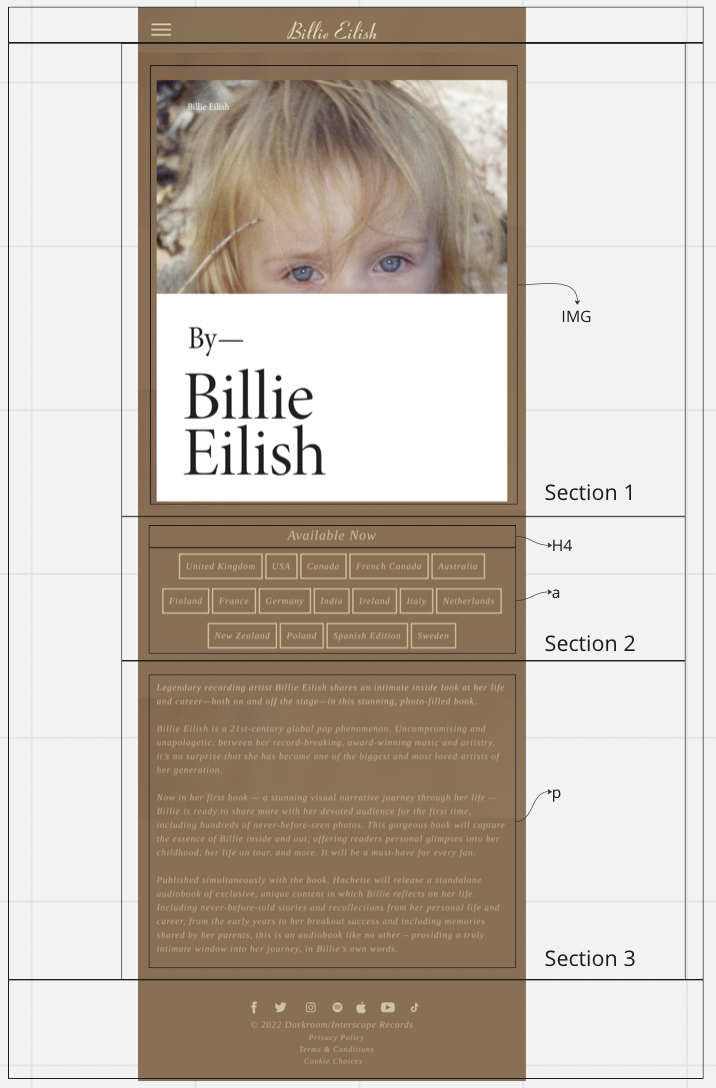 Billie Eilish
Billie Eilish
By—
Billie
Eilish
IMG
Section 1
Available Now
H4
United Kingdom USA Canada French Canada Australia
Finland France Germany India Ireland Italy Netherlands
a
New Zealand Poland Spanish Edition Sweden
Section 2
Legendary recording artist Billie Eilish shares an intimate inside look at her life
and career—both on and off the stage—in this stunning, photo-filled book.
Billie Eilish is a 21st-century global pop phenomenon. Uncompromising and
unapologetic, between her record-breaking, award-winning music and artistry,
it's no surprise that she has become one of the biggest and most loved artists of
her generation.
Now in her first book — a stunning visual narrative journey through her life —
Billie is ready to share more with her devoted audience for the first time,
including hundreds of never-before-seen photos. This gorgeous book will capture
the essence of Billie inside and out, offering readers personal glimpses into her
childhood, her life on tour, and more. It will be a must-have for every fan.
p
Published simultaneously with the book, Hachette will release a standalone
audiobook of exclusive, unique content in which Billie reflects on her life.
Including never-before-told stories and recollections from her personal life and
career, from the early years to her breakout success and including memories
shared by her parents, this is an audiobook like no other – providing a truly
intimate window into her journey, in Billie's own words.
Section 3
© 2022 Darkroom/Interscope Records
Privacy Policy
Terms & Conditions
Cookie Choices